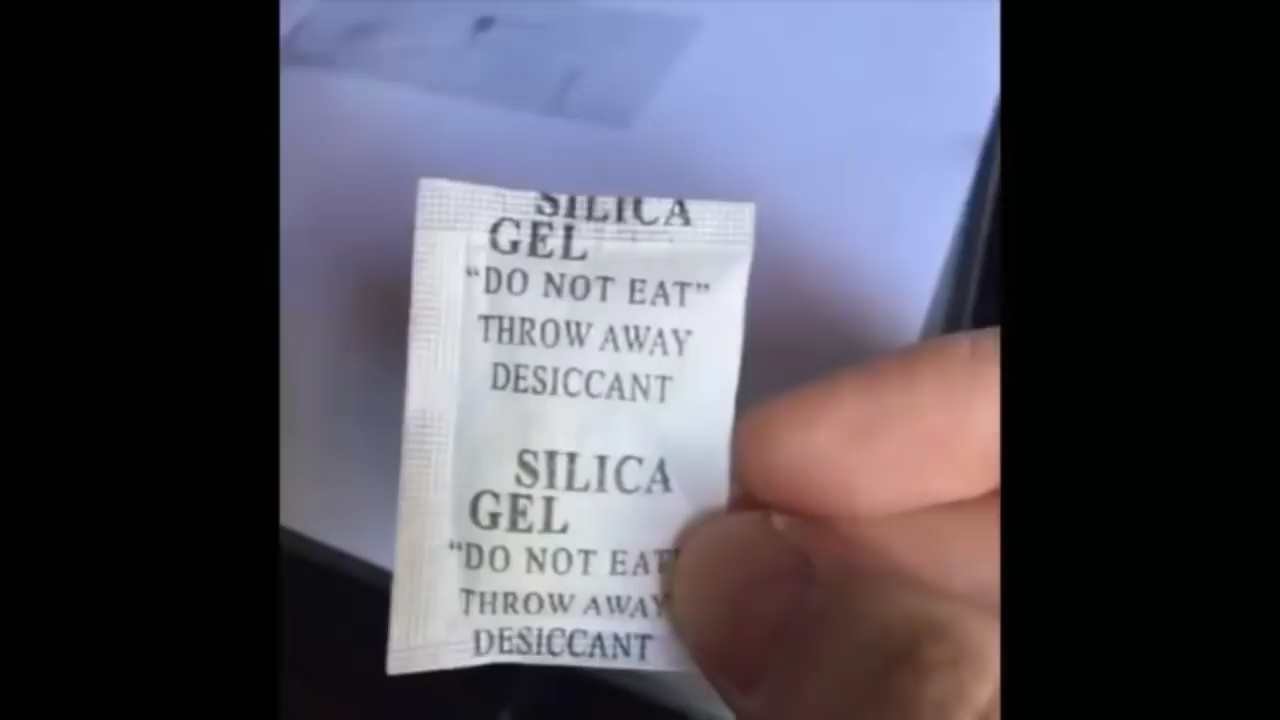 SILICA
GEL
“DO NOT EAT”
THROW AWAY
DESICCANT
SILICA
GEL
“DO NOT EAT
THROW AWAY
DESICCANT